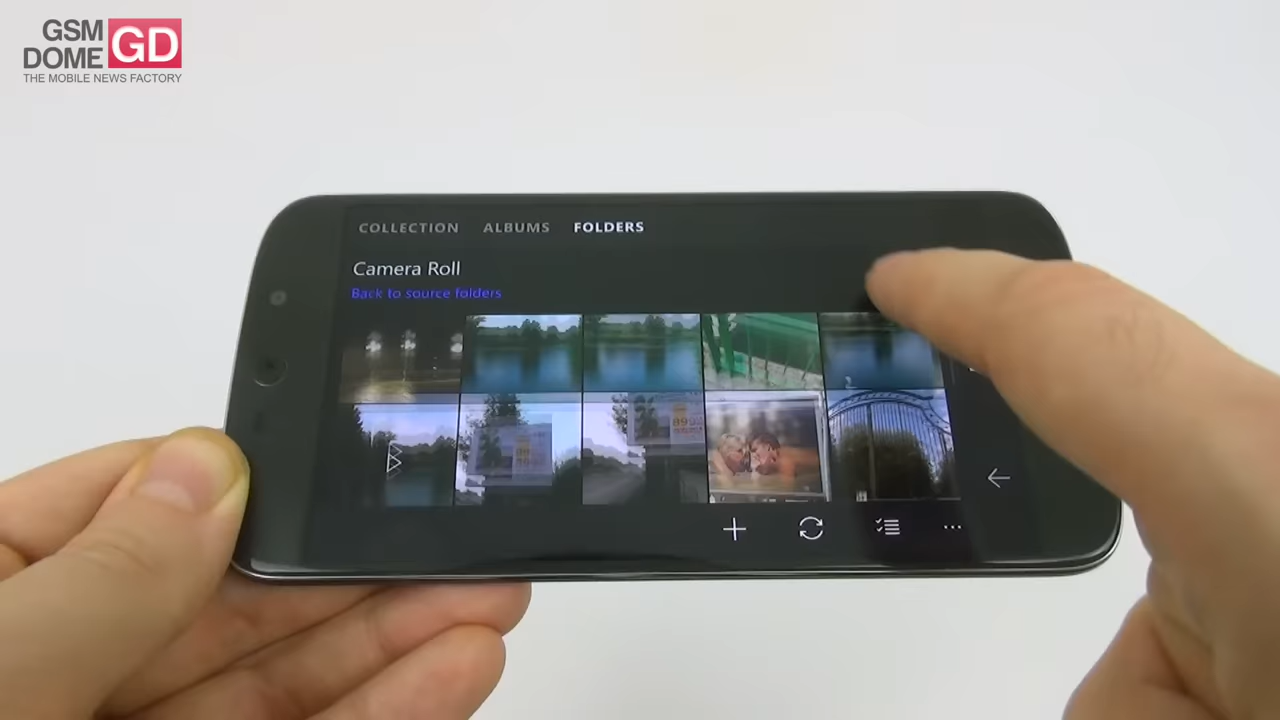 GSM
DOME
GD
THE MOBILE NEWS FACTORY
COLLECTION ALBUMS FOLDERS
Camera Roll
Back to source folders